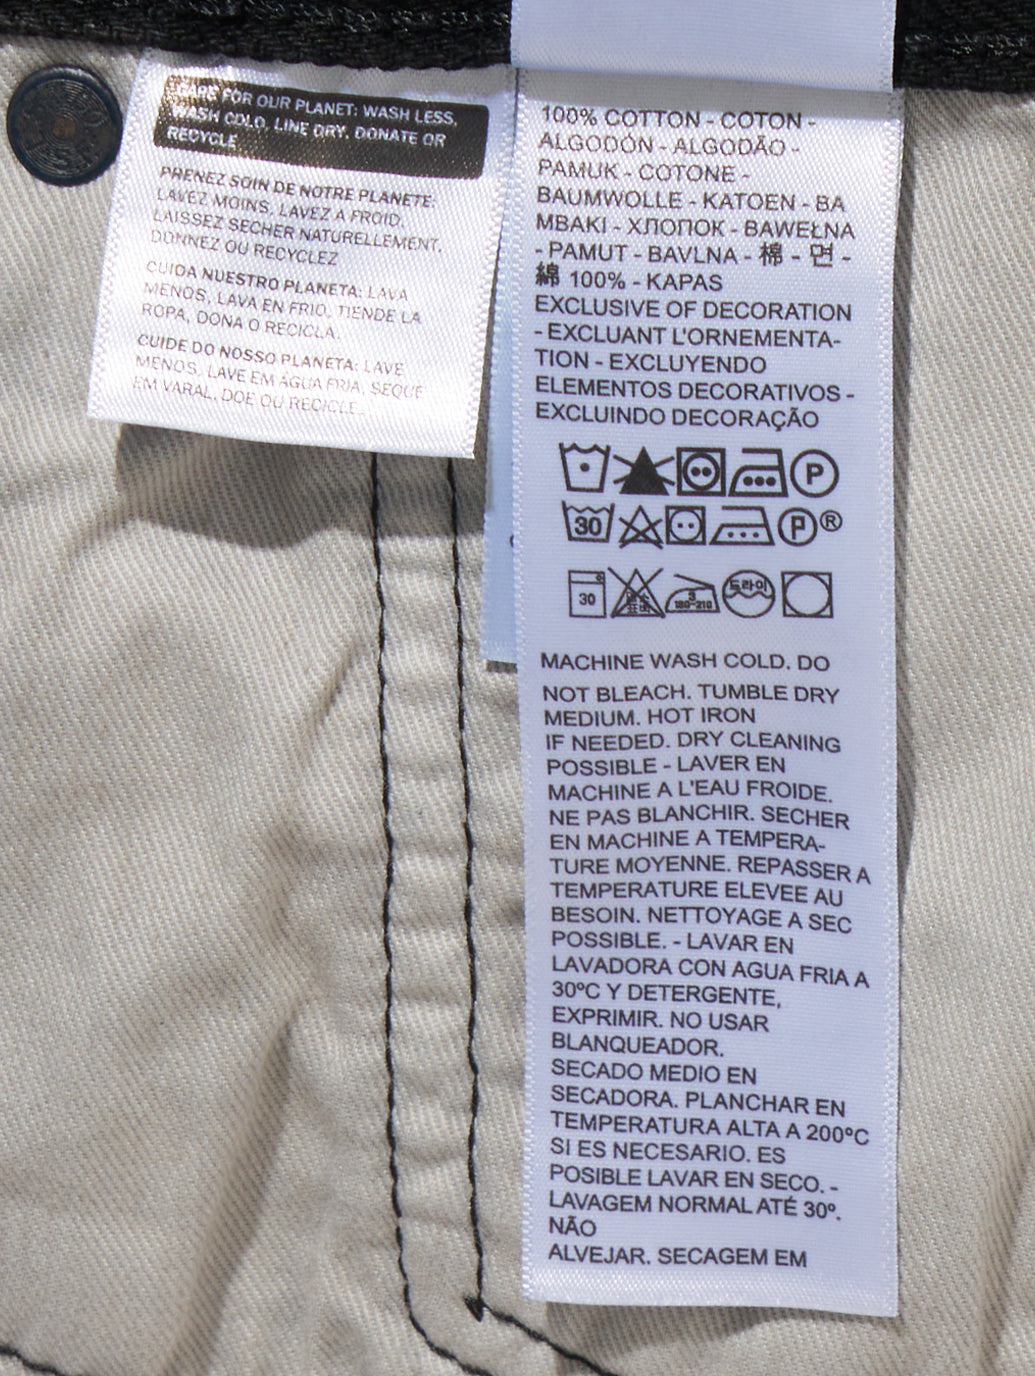 CARE FOR OUR PLANET: WASH LESS,
WASH COLD, LINE DRY, DONATE OR
RECYCLE
PRENEZ SOIN DE NOTRE PLANETE:
LAVEZ MOINS, LAVEZ A FROID,
LAISSEZ SECHER NATURELLEMENT,
DONNEZ OU RECYCLEZ
CUIDA NUESTRO PLANETA: LAVA
MENOS, LAVA EN FRIO, TIENDE LA
ROPA, DONA O RECICLA.
CUIDE DO NOSSO PLANETA: LAVE
MENOS, LAVE EM ÁGUA FRIA, SEQUE
EM VARAL, DOE OU RECICLE.
100% COTTON - COTON -
ALGODÓN - ALGODÃO -
PAMUK - COTONE -
BAUMWOLLE - KATOEN - BA
MBAKI - ХЛОПОК - BAWEŁNA
- PAMUT - BAVLNA - 棉 - 면 -
綿 100% - KAPAS
EXCLUSIVE OF DECORATION
- EXCLUANT L'ORNEMENTA-
TION - EXCLUYENDO
ELEMENTOS DECORATIVOS -
EXCLUINDO DECORAÇÃO
P
30 P®
30 3 180~210 드라이
MACHINE WASH COLD. DO
NOT BLEACH. TUMBLE DRY
MEDIUM. HOT IRON
IF NEEDED. DRY CLEANING
POSSIBLE - LAVER EN
MACHINE A L'EAU FROIDE.
NE PAS BLANCHIR. SECHER
EN MACHINE A TEMPERA-
TURE MOYENNE. REPASSER A
TEMPERATURE ELEVEE AU
BESOIN. NETTOYAGE A SEC
POSSIBLE. - LAVAR EN
LAVADORA CON AGUA FRIA A
30ºC Y DETERGENTE,
EXPRIMIR. NO USAR
BLANQUEADOR.
SECADO MEDIO EN
SECADORA. PLANCHAR EN
TEMPERATURA ALTA A 200ºC
SI ES NECESARIO. ES
POSIBLE LAVAR EN SECO. -
LAVAGEM NORMAL ATÉ 30º.
NÃO
ALVEJAR. SECAGEM EM